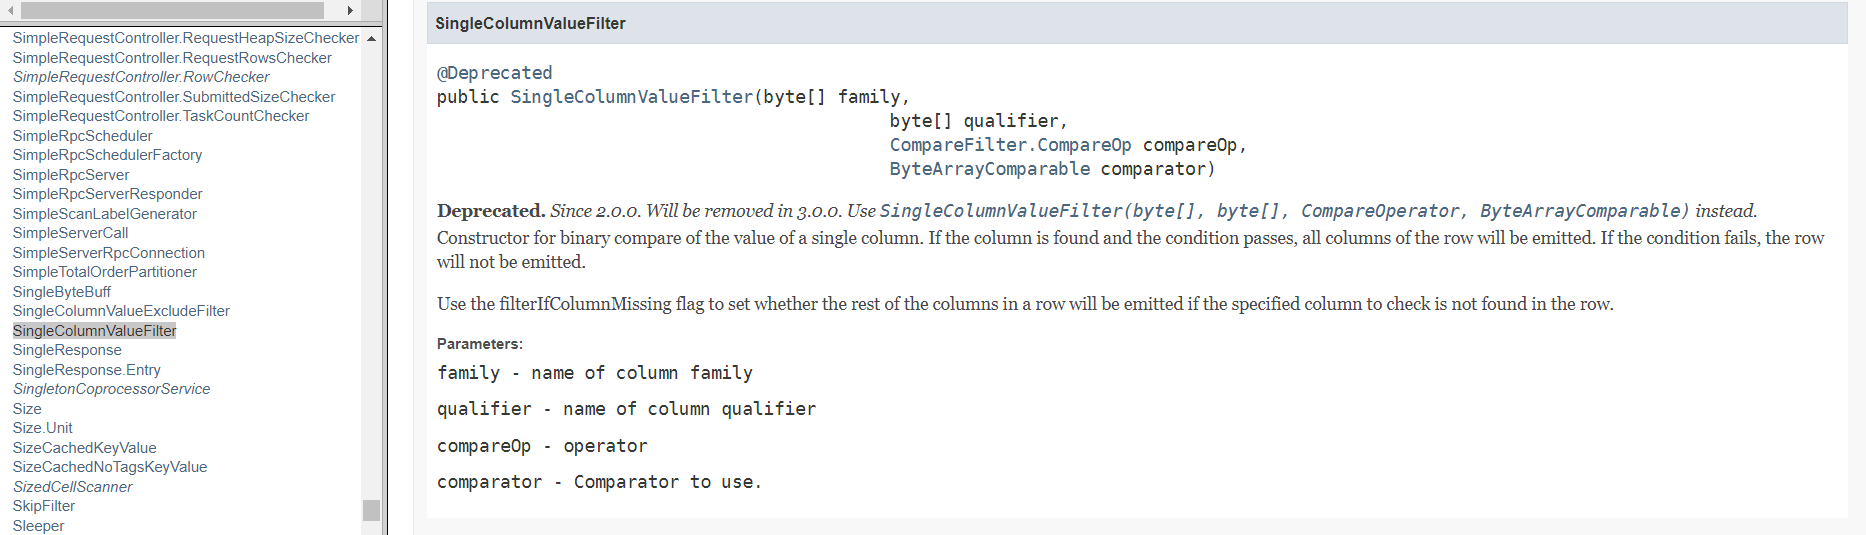 SimpleRequestController.RequestHeapSizeChecker
SimpleRequestController.RequestRowsChecker
SimpleRequestController.RowChecker
SimpleRequestController.SubmittedSizeChecker
SimpleRequestController.TaskCountChecker
SimpleRpcScheduler
SimpleRpcSchedulerFactory
SimpleRpcServer
SimpleRpcServerResponder
SimpleScanLabelGenerator
SimpleServerCall
SimpleServerRpcConnection
SimpleTotalOrderPartitioner
SingleByteBuff
SingleColumnValueExcludeFilter
SingleColumnValueFilter
SingleResponse
SingleResponse.Entry
SingletonCoprocessorService
Size
Size.Unit
SizeCachedKeyValue
SizeCachedNoTagsKeyValue
SizedCellScanner
SkipFilter
Sleeper
SingleColumnValueFilter
@Deprecated
public SingleColumnValueFilter(byte[] family,
byte[] qualifier,
CompareFilter.CompareOp compareOp,
ByteArrayComparable comparator)
Deprecated. Since 2.0.0. Will be removed in 3.0.0. Use SingleColumnValueFilter(byte[], byte[], CompareOperator, ByteArrayComparable) instead.
Constructor for binary compare of the value of a single column. If the column is found and the condition passes, all columns of the row will be emitted. If the condition fails, the row
will not be emitted.
Use the filterIfColumnMissing flag to set whether the rest of the columns in a row will be emitted if the specified column to check is not found in the row.
Parameters:
family - name of column family
qualifier - name of column qualifier
compareOp - operator
comparator - Comparator to use.